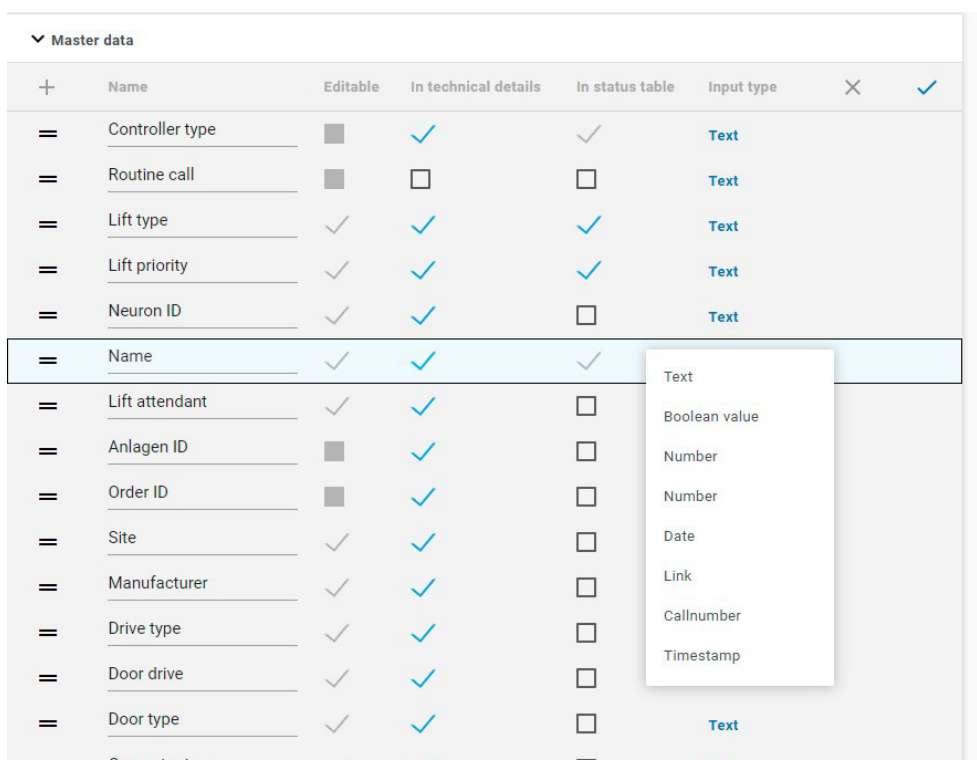 Master data
Name Editable In technical details In status table Input type
Controller type Text
Routine call Text
Lift type Text
Lift priority Text
Neuron ID Text
Name
Text
Lift attendant
Boolean value
Anlagen ID
Number
Order ID
Number
Site
Date
Manufacturer
Link
Drive type
Callnumber
Door drive
Timestamp
Door type Text